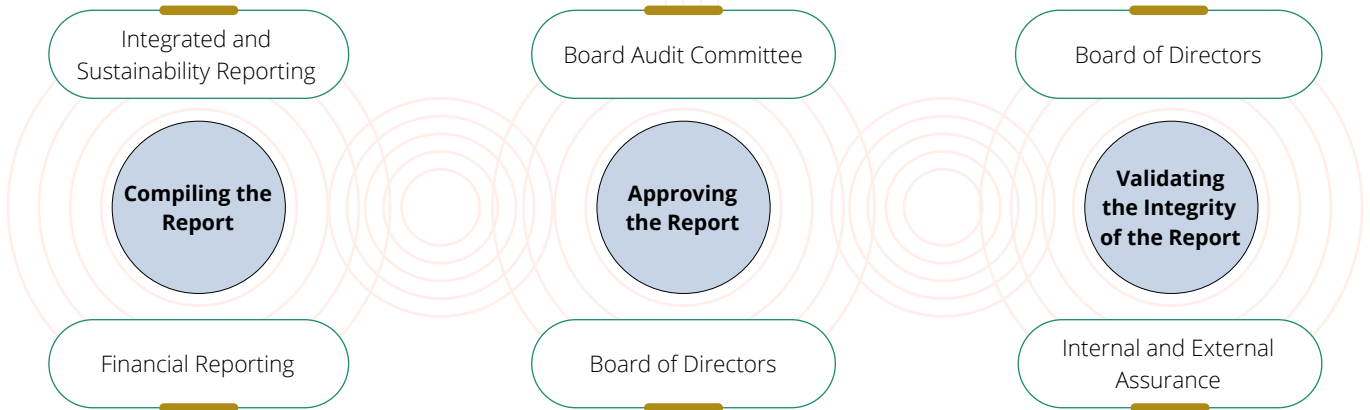 Integrated and
Sustainability Reporting
Board Audit Committee
Board of Directors
Compiling the
Report
Approving
the Report
Validating
the Integrity
of the Report
Financial Reporting
Board of Directors
Internal and External
Assurance